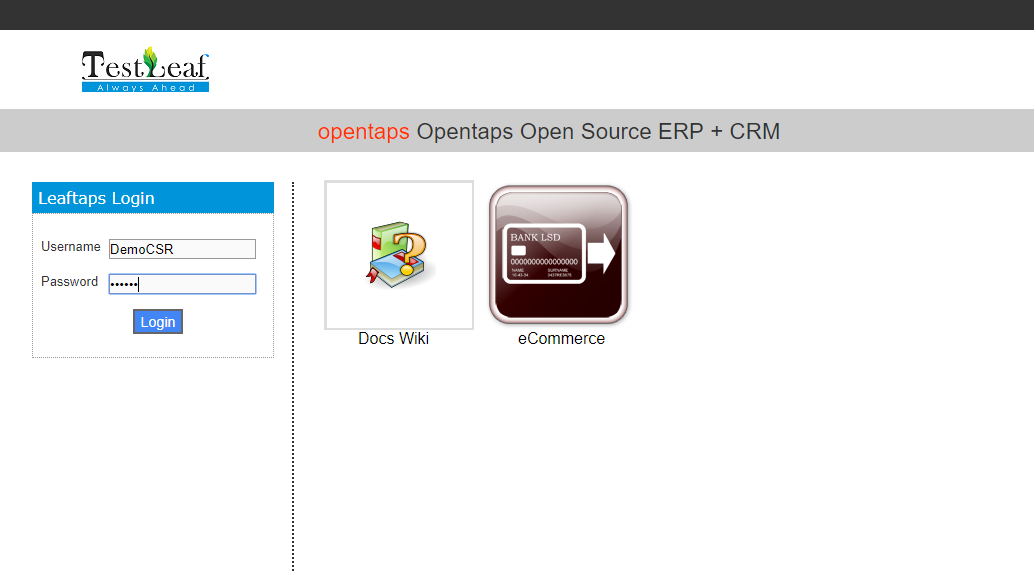 TestLeaf
Always Ahead
opentaps Opentaps Open Source ERP + CRM
Leaftaps Login
Username DemoCSR
Password ••••••
Login
BANK LSD
0000000000000000
NAME SURNAME
Docs Wiki
eCommerce